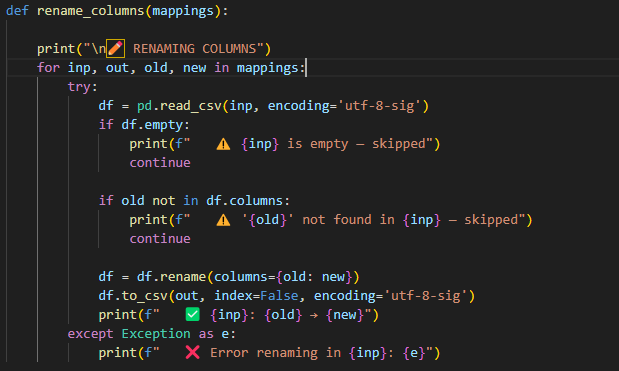 def rename_columns(mappings):
    print("\n✏️ RENAMING COLUMNS")
    for inp, out, old, new in mappings:
        try:
            df = pd.read_csv(inp, encoding='utf-8-sig')
            if df.empty:
                print(f"   ⚠️ {inp} is empty — skipped")
                continue
            if old not in df.columns:
                print(f"   ⚠️ '{old}' not found in {inp} — skipped")
                continue
            df = df.rename(columns={old: new})
            df.to_csv(out, index=False, encoding='utf-8-sig')
            print(f"   ✅ {inp}: {old} → {new}")
        except Exception as e:
            print(f"   ❌ Error renaming in {inp}: {e}")